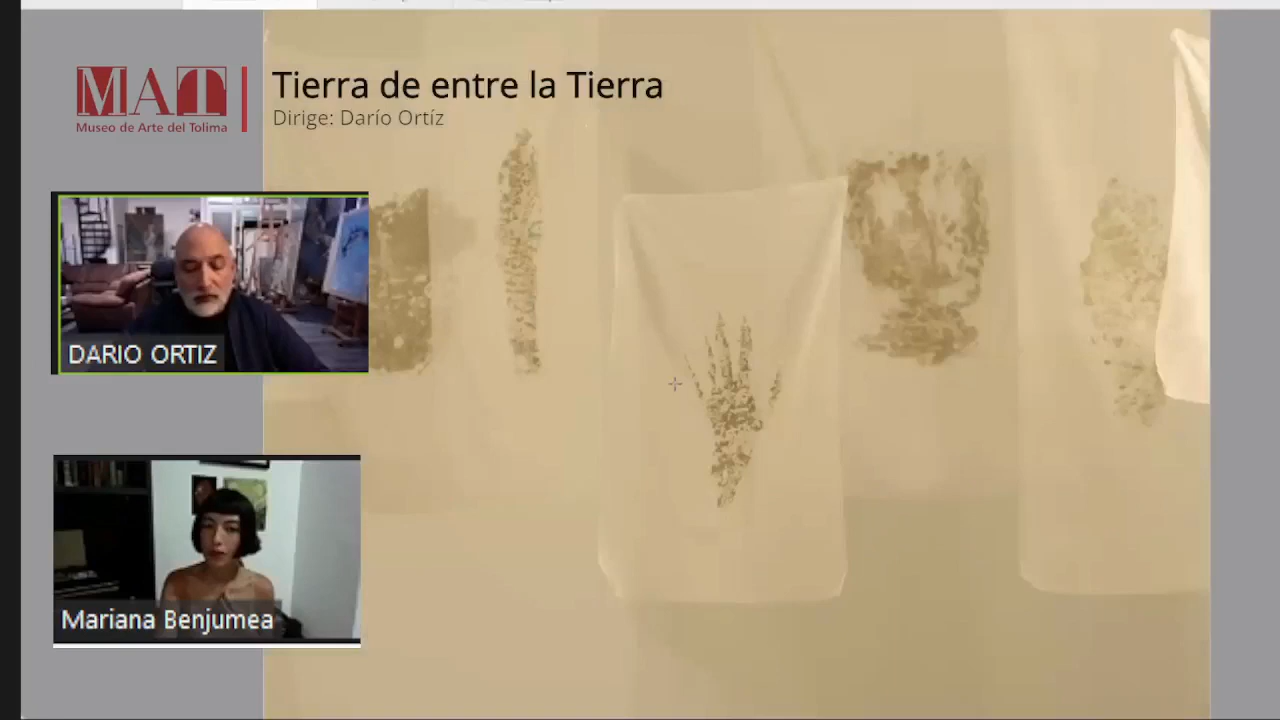 MAT
Museo de Arte del Tolima
Tierra de entre la Tierra
Dirige: Darío Ortíz
DARIO ORTIZ
Mariana Benjumea